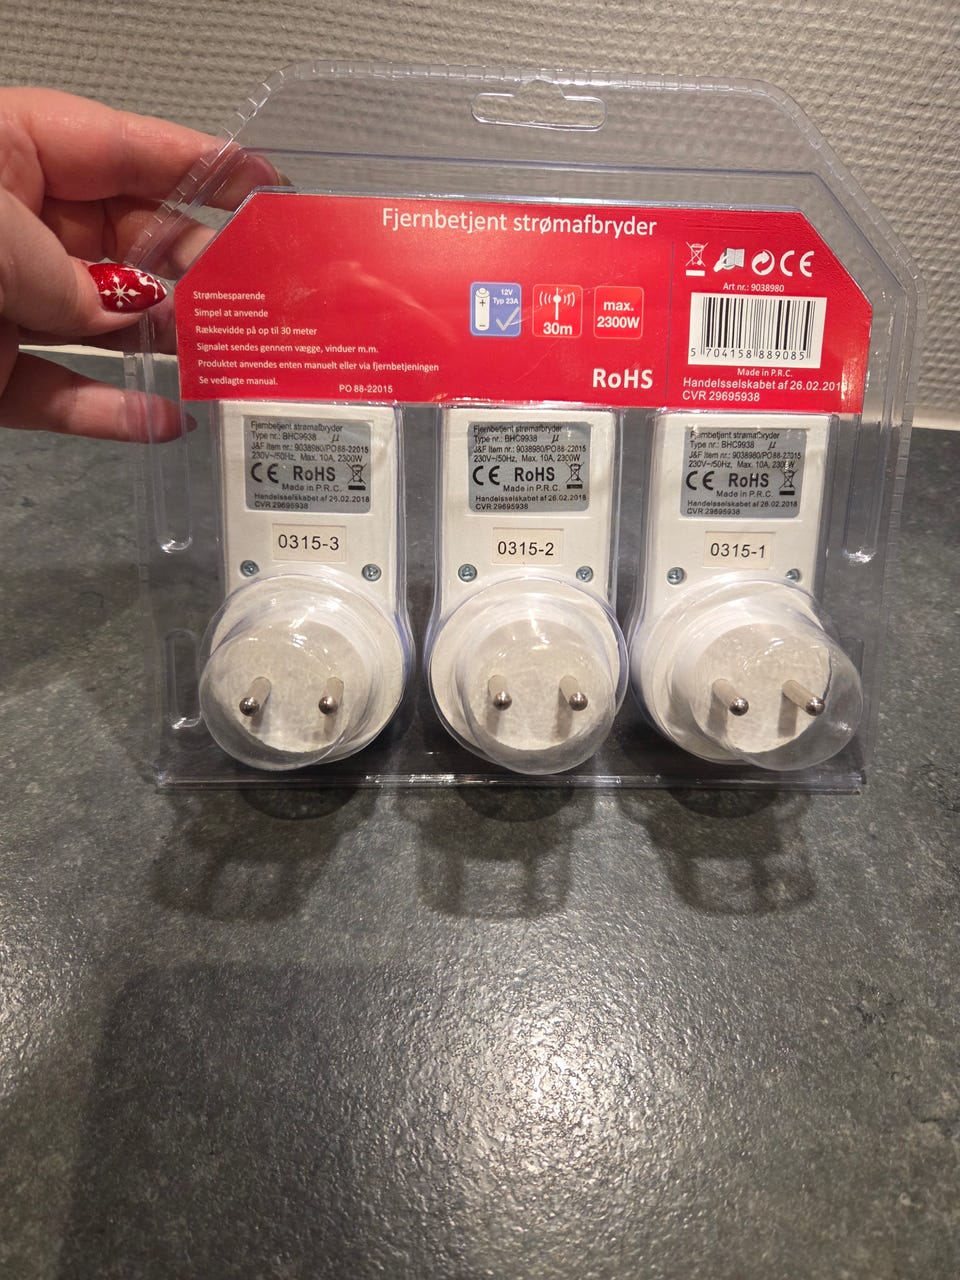 Fjernbetjent strømafbryder
Strømbesparende
Simpel at anvende
Rækkevidde på op til 30 meter
Signalet sendes gennem vægge, vinduer m.m.
Produktet anvendes enten manuelt eller via fjernbetjeningen
Se vedlagte manual.
PO 88-22015
12V
Typ 23A
30m
max.
2300W
RoHS
CE
Art nr.: 9038980
5 704158 889085
Made in P.R.C.
Handelsselskabet af 26.02.2018
CVR 29695938
Fjernbetjent strømafbryder
Type nr.: BHC9938 µ
J&F Item nr.: 9038980/PO88-22015
230V~/50Hz, Max. 10A, 2300W
CE RoHS
Made in P.R.C.
Handelsselskabet af 26.02.2018
CVR 29695938
0315-3
Fjernbetjent strømafbryder
Type nr.: BHC9938 µ
J&F Item nr.: 9038980/PO88-22015
230V~/50Hz, Max. 10A, 2300W
CE RoHS
Made in P.R.C.
Handelsselskabet af 26.02.2018
CVR 29695938
0315-2
Fjernbetjent strømafbryder
Type nr.: BHC9938 µ
J&F Item nr.: 9038980/PO88-22015
230V~/50Hz, Max. 10A, 2300W
CE RoHS
Made in P.R.C.
Handelsselskabet af 26.02.2018
CVR 29695938
0315-1